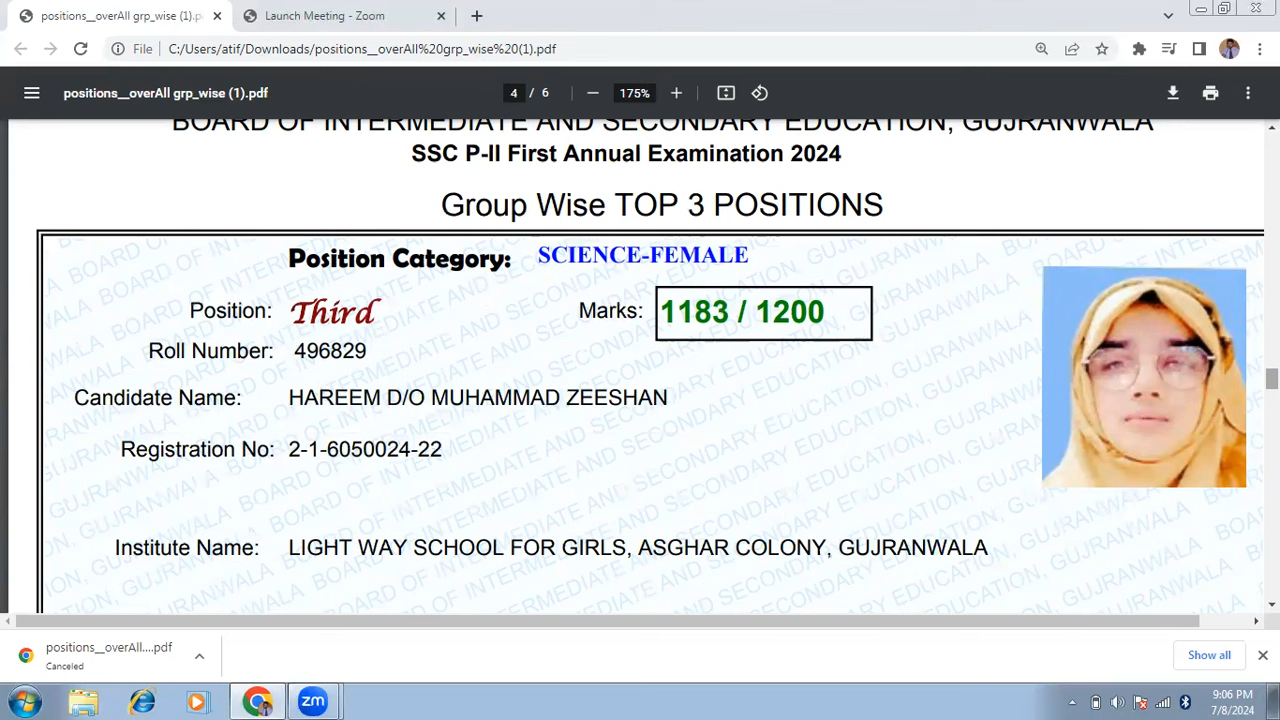 positions__overAll grp_wise (1).p
Launch Meeting - Zoom
File
C:/Users/atif/Downloads/positions__overAll%20grp_wise%20(1).pdf
positions__overAll grp_wise (1).pdf
4 / 6
175%
BOARD OF INTERMEDIATE AND SECONDARY EDUCATION, GUJRANWALA
SSC P-II First Annual Examination 2024
Group Wise TOP 3 POSITIONS
Position Category: SCIENCE-FEMALE
Position: Third
Marks: 1183 / 1200
Roll Number: 496829
Candidate Name: HAREEM D/O MUHAMMAD ZEESHAN
Registration No: 2-1-6050024-22
Institute Name: LIGHT WAY SCHOOL FOR GIRLS, ASGHAR COLONY, GUJRANWALA
positions__overAll....pdf
Canceled
Show all
zm
9:06 PM
7/8/2024